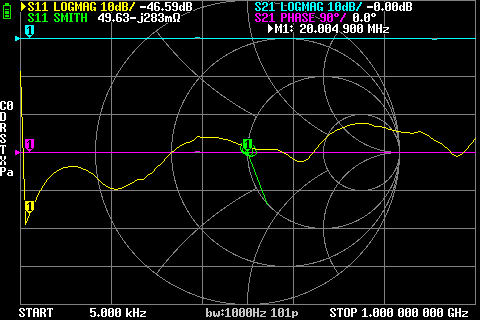 S11 LOGMAG 10dB/ -46.59dB
S21 LOGMAG 10dB/ -0.00dB
S11 SMITH 49.63-j203mΩ
S21 PHASE 90°/ 0.0°
M1: 20.004 900 MHz
1
C0
D
R
S
T
X
Pa
1
1
1
START 5.000 kHz
bw:1000Hz 101p
STOP 1.000 000 000 GHz